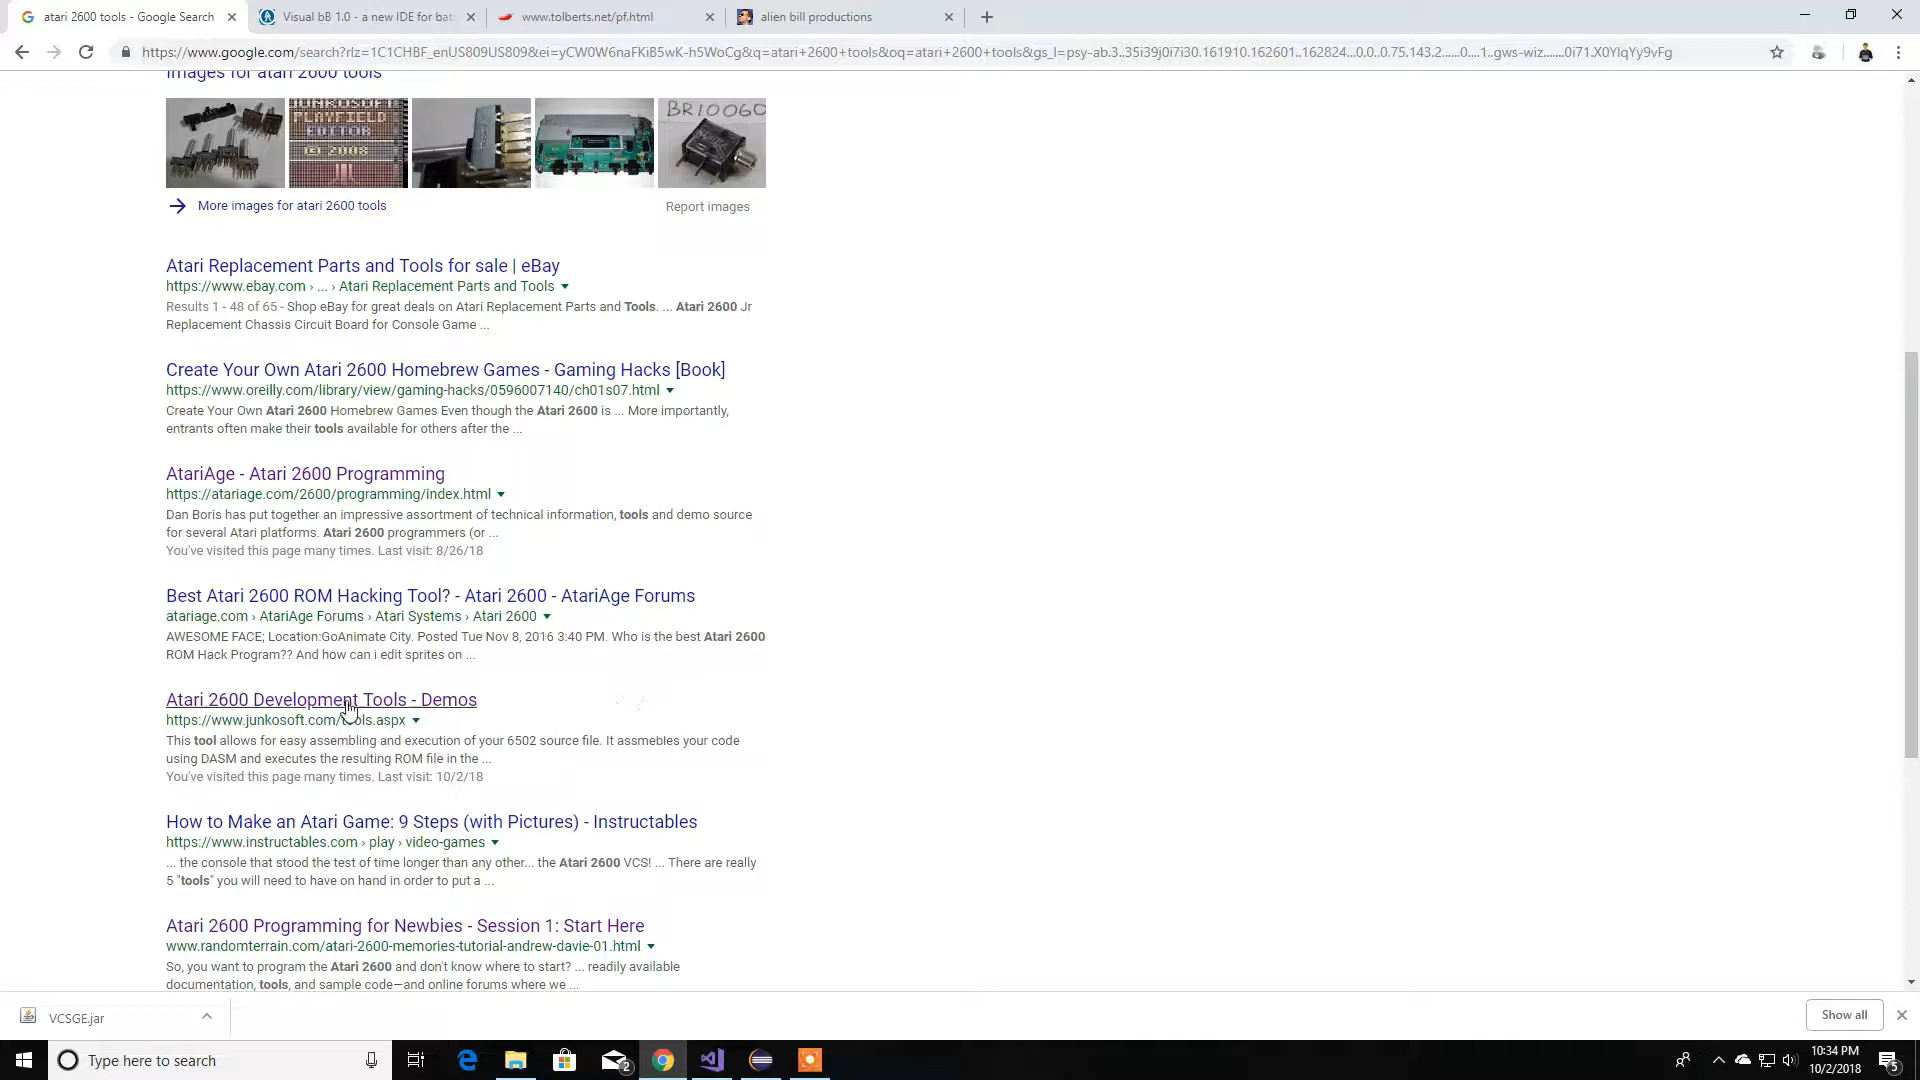 atari 2600 tools - Google Search
Visual bB 1.0 - a new IDE for bat
www.tolberts.net/pf.html
alien bill productions
https://www.google.com/search?rlz=1C1CHBF_enUS809US809&ei=yCW0W6naFKiB5wK-h5WoCg&q=atari+2600+tools&oq=atari+2600+tools&gs_l=psy-ab.3..35i39j0i7i30.161910.162601..162824...0.0..0.75.143.2......0....1..gws-wiz.......0i71.X0YlqYy9vFg
Images for atari 2600 tools
JUNKOSOFT
PLAYFIELD
EDITOR
2008
BR10060
More images for atari 2600 tools
Report images
Atari Replacement Parts and Tools for sale | eBay
https://www.ebay.com › ... › Atari Replacement Parts and Tools
Results 1 - 48 of 65 - Shop eBay for great deals on Atari Replacement Parts and Tools. ... Atari 2600 Jr
Replacement Chassis Circuit Board for Console Game ...
Create Your Own Atari 2600 Homebrew Games - Gaming Hacks [Book]
https://www.oreilly.com/library/view/gaming-hacks/0596007140/ch01s07.html
Create Your Own Atari 2600 Homebrew Games Even though the Atari 2600 is ... More importantly,
entrants often make their tools available for others after the ...
AtariAge - Atari 2600 Programming
https://atariage.com/2600/programming/index.html
Dan Boris has put together an impressive assortment of technical information, tools and demo source
for several Atari platforms. Atari 2600 programmers (or ...
You've visited this page many times. Last visit: 8/26/18
Best Atari 2600 ROM Hacking Tool? - Atari 2600 - AtariAge Forums
atariage.com › AtariAge Forums › Atari Systems › Atari 2600
AWESOME FACE; Location:GoAnimate City. Posted Tue Nov 8, 2016 3:40 PM. Who is the best Atari 2600
ROM Hack Program?? And how can i edit sprites on ...
Atari 2600 Development Tools - Demos
https://www.junkosoft.com/tools.aspx
This tool allows for easy assembling and execution of your 6502 source file. It assmebles your code
using DASM and executes the resulting ROM file in the ...
You've visited this page many times. Last visit: 10/2/18
How to Make an Atari Game: 9 Steps (with Pictures) - Instructables
https://www.instructables.com › play › video-games
... the console that stood the test of time longer than any other... the Atari 2600 VCS! ... There are really
5 "tools" you will need to have on hand in order to put a ...
Atari 2600 Programming for Newbies - Session 1: Start Here
www.randomterrain.com/atari-2600-memories-tutorial-andrew-davie-01.html
So, you want to program the Atari 2600 and don't know where to start? ... readily available
documentation, tools, and sample code—and online forums where we ...
VCSGE.jar
Show all
Type here to search
2
10:34 PM
10/2/2018
5